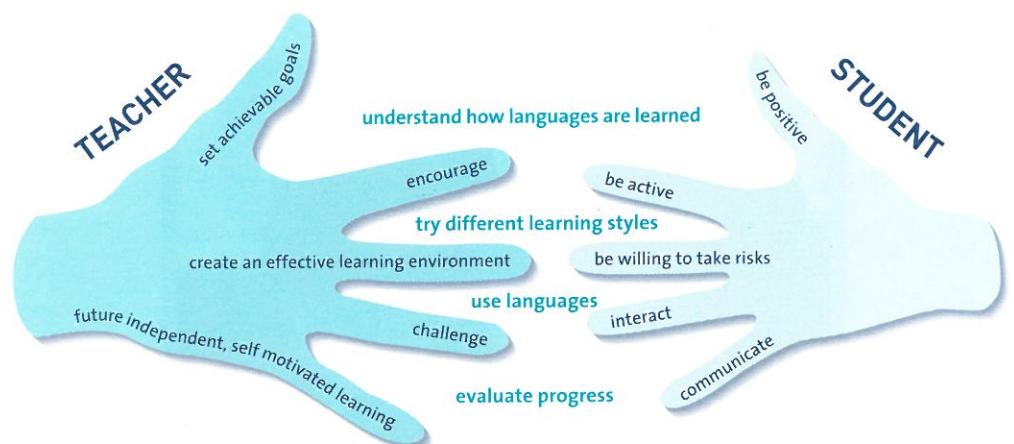 TEACHER
set achievable goals
encourage
create an effective learning environment
challenge
future independent, self motivated learning
understand how languages are learned
try different learning styles
use languages
evaluate progress
STUDENT
be positive
be active
be willing to take risks
interact
communicate